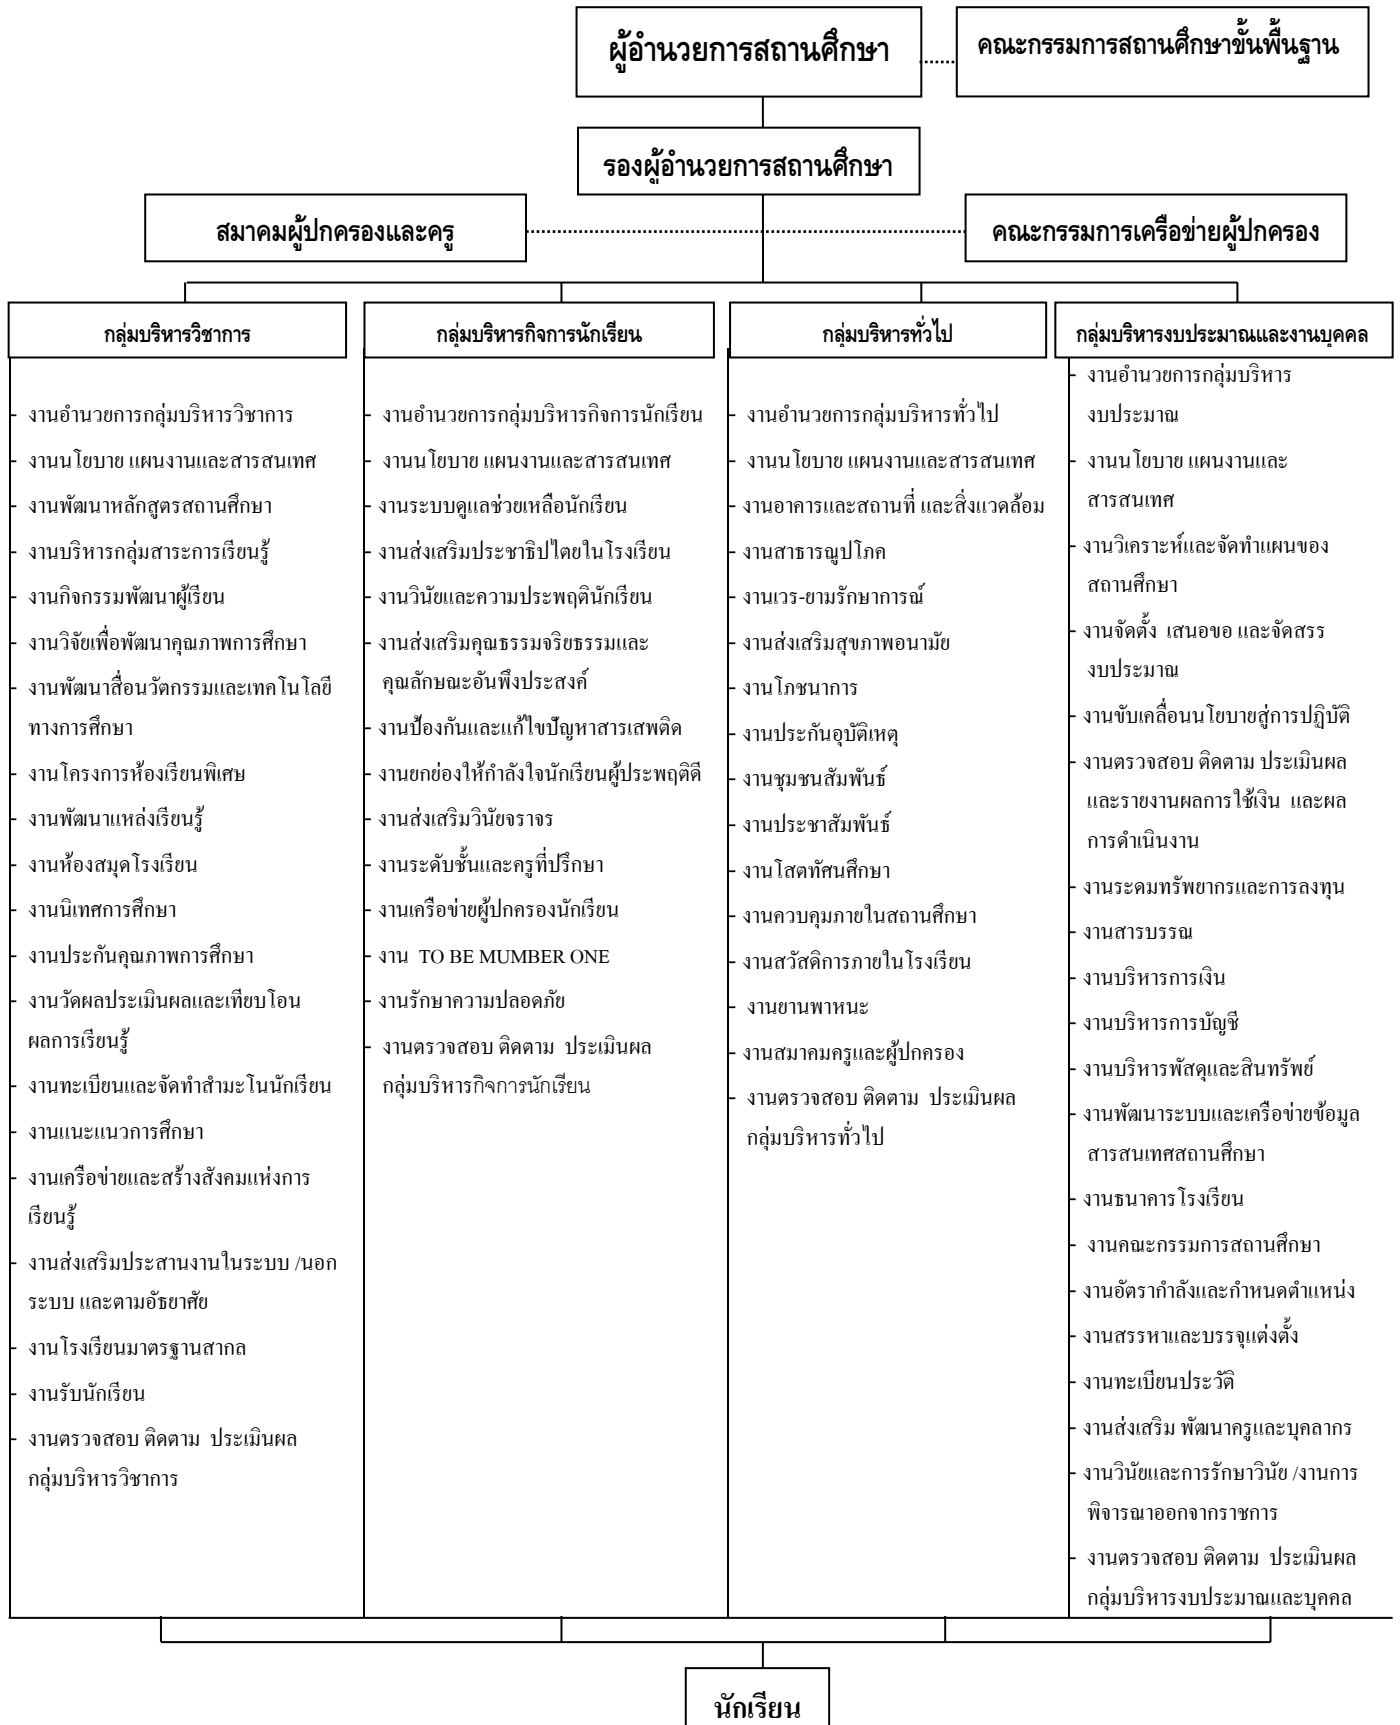 ผู้อำนวยการสถานศึกษา
คณะกรรมการสถานศึกษาขั้นพื้นฐาน
รองผู้อำนวยการสถานศึกษา
สมาคมผู้ปกครองและครู
คณะกรรมการเครือข่ายผู้ปกครอง
กลุ่มบริหารวิชาการ
- งานอำนวยการกลุ่มบริหารวิชาการ
- งานนโยบาย แผนงานและสารสนเทศ
- งานพัฒนาหลักสูตรสถานศึกษา
- งานบริหารกลุ่มสาระการเรียนรู้
- งานกิจกรรมพัฒนาผู้เรียน
- งานวิจัยเพื่อพัฒนาคุณภาพการศึกษา
- งานพัฒนาสื่อนวัตกรรมและเทคโนโลยี
ทางการศึกษา
- งานโครงการห้องเรียนพิเศษ
- งานพัฒนาแหล่งเรียนรู้
- งานห้องสมุดโรงเรียน
- งานนิเทศการศึกษา
- งานประกันคุณภาพการศึกษา
- งานวัดผลประเมินผลและเทียบโอน
ผลการเรียนรู้
- งานทะเบียนและจัดทำสำมะโนนักเรียน
- งานแนะแนวการศึกษา
- งานเครือข่ายและสร้างสังคมแห่งการ
เรียนรู้
- งานส่งเสริมประสานงานในระบบ /นอก
ระบบ และตามอัธยาศัย
- งานโรงเรียนมาตรฐานสากล
- งานรับนักเรียน
- งานตรวจสอบ ติดตาม ประเมินผล
กลุ่มบริหารวิชาการ
กลุ่มบริหารกิจการนักเรียน
- งานอำนวยการกลุ่มบริหารกิจการนักเรียน
- งานนโยบาย แผนงานและสารสนเทศ
- งานระบบดูแลช่วยเหลือนักเรียน
- งานส่งเสริมประชาธิปไตยในโรงเรียน
- งานวินัยและความประพฤตินักเรียน
- งานส่งเสริมคุณธรรมจริยธรรมและ
คุณลักษณะอันพึงประสงค์
- งานป้องกันและแก้ไขปัญหาสารเสพติด
- งานยกย่องให้กำลังใจนักเรียนผู้ประพฤติดี
- งานส่งเสริมวินัยจราจร
- งานระดับชั้นและครูที่ปรึกษา
- งานเครือข่ายผู้ปกครองนักเรียน
- งาน TO BE MUMBER ONE
- งานรักษาความปลอดภัย
- งานตรวจสอบ ติดตาม ประเมินผล
กลุ่มบริหารกิจการนักเรียน
กลุ่มบริหารทั่วไป
- งานอำนวยการกลุ่มบริหารทั่วไป
- งานนโยบาย แผนงานและสารสนเทศ
- งานอาคารและสถานที่ และสิ่งแวดล้อม
- งานสาธารณูปโภค
- งานเวร-ยามรักษาการณ์
- งานส่งเสริมสุขภาพอนามัย
- งานโภชนาการ
- งานประกันอุบัติเหตุ
- งานชุมชนสัมพันธ์
- งานประชาสัมพันธ์
- งานโสตทัศนศึกษา
- งานควบคุมภายในสถานศึกษา
- งานสวัสดิการภายในโรงเรียน
- งานยานพาหนะ
- งานสมาคมครูและผู้ปกครอง
- งานตรวจสอบ ติดตาม ประเมินผล
กลุ่มบริหารทั่วไป
กลุ่มบริหารงบประมาณและงานบุคคล
- งานอำนวยการกลุ่มบริหาร
งบประมาณ
- งานนโยบาย แผนงานและ
สารสนเทศ
- งานวิเคราะห์และจัดทำแผนของ
สถานศึกษา
- งานจัดตั้ง เสนอขอ และจัดสรร
งบประมาณ
- งานขับเคลื่อนนโยบายสู่การปฏิบัติ
- งานตรวจสอบ ติดตาม ประเมินผล
และรายงานผลการใช้เงิน และผล
การดำเนินงาน
- งานระดมทรัพยากรและการลงทุน
- งานสารบรรณ
- งานบริหารการเงิน
- งานบริหารการบัญชี
- งานบริหารพัสดุและสินทรัพย์
- งานพัฒนาระบบและเครือข่ายข้อมูล
สารสนเทศสถานศึกษา
- งานธนาคารโรงเรียน
- งานคณะกรรมการสถานศึกษา
- งานอัตรากำลังและกำหนดตำแหน่ง
- งานสรรหาและบรรจุแต่งตั้ง
- งานทะเบียนประวัติ
- งานส่งเสริม พัฒนาครูและบุคลากร
- งานวินัยและการรักษาวินัย /งานการ
พิจารณาออกจากราชการ
- งานตรวจสอบ ติดตาม ประเมินผล
กลุ่มบริหารงบประมาณและบุคคล
นักเรียน